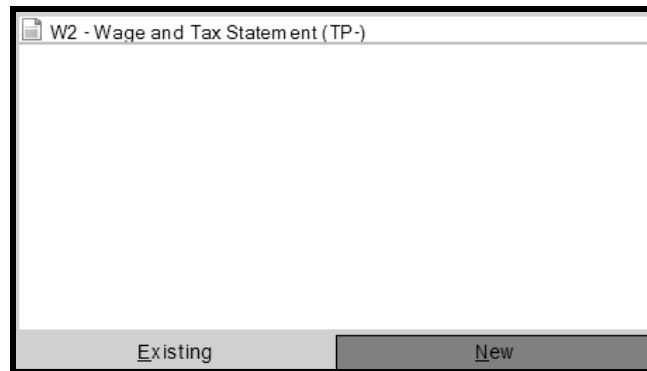 W2 - Wage and Tax Statement (TP-)
Existing
New